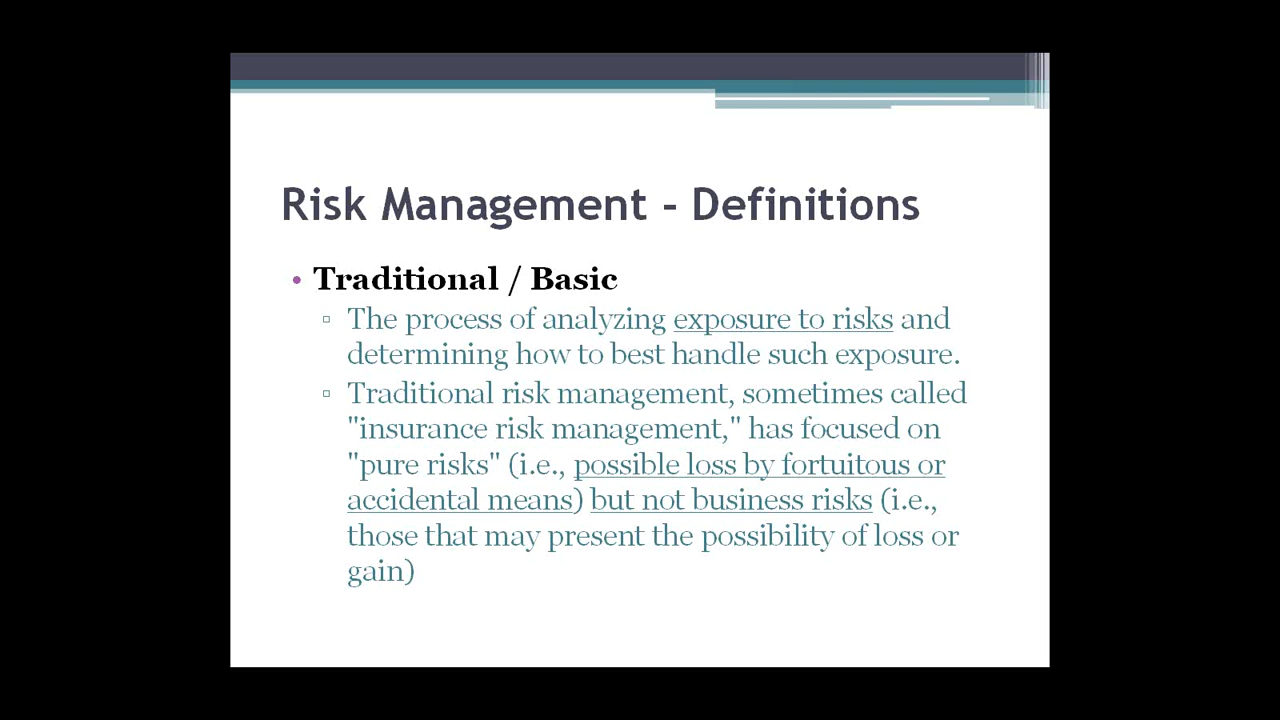 Risk Management - Definitions
• Traditional / Basic
▫ The process of analyzing exposure to risks and
determining how to best handle such exposure.
▫ Traditional risk management, sometimes called
"insurance risk management," has focused on
"pure risks" (i.e., possible loss by fortuitous or
accidental means) but not business risks (i.e.,
those that may present the possibility of loss or
gain)